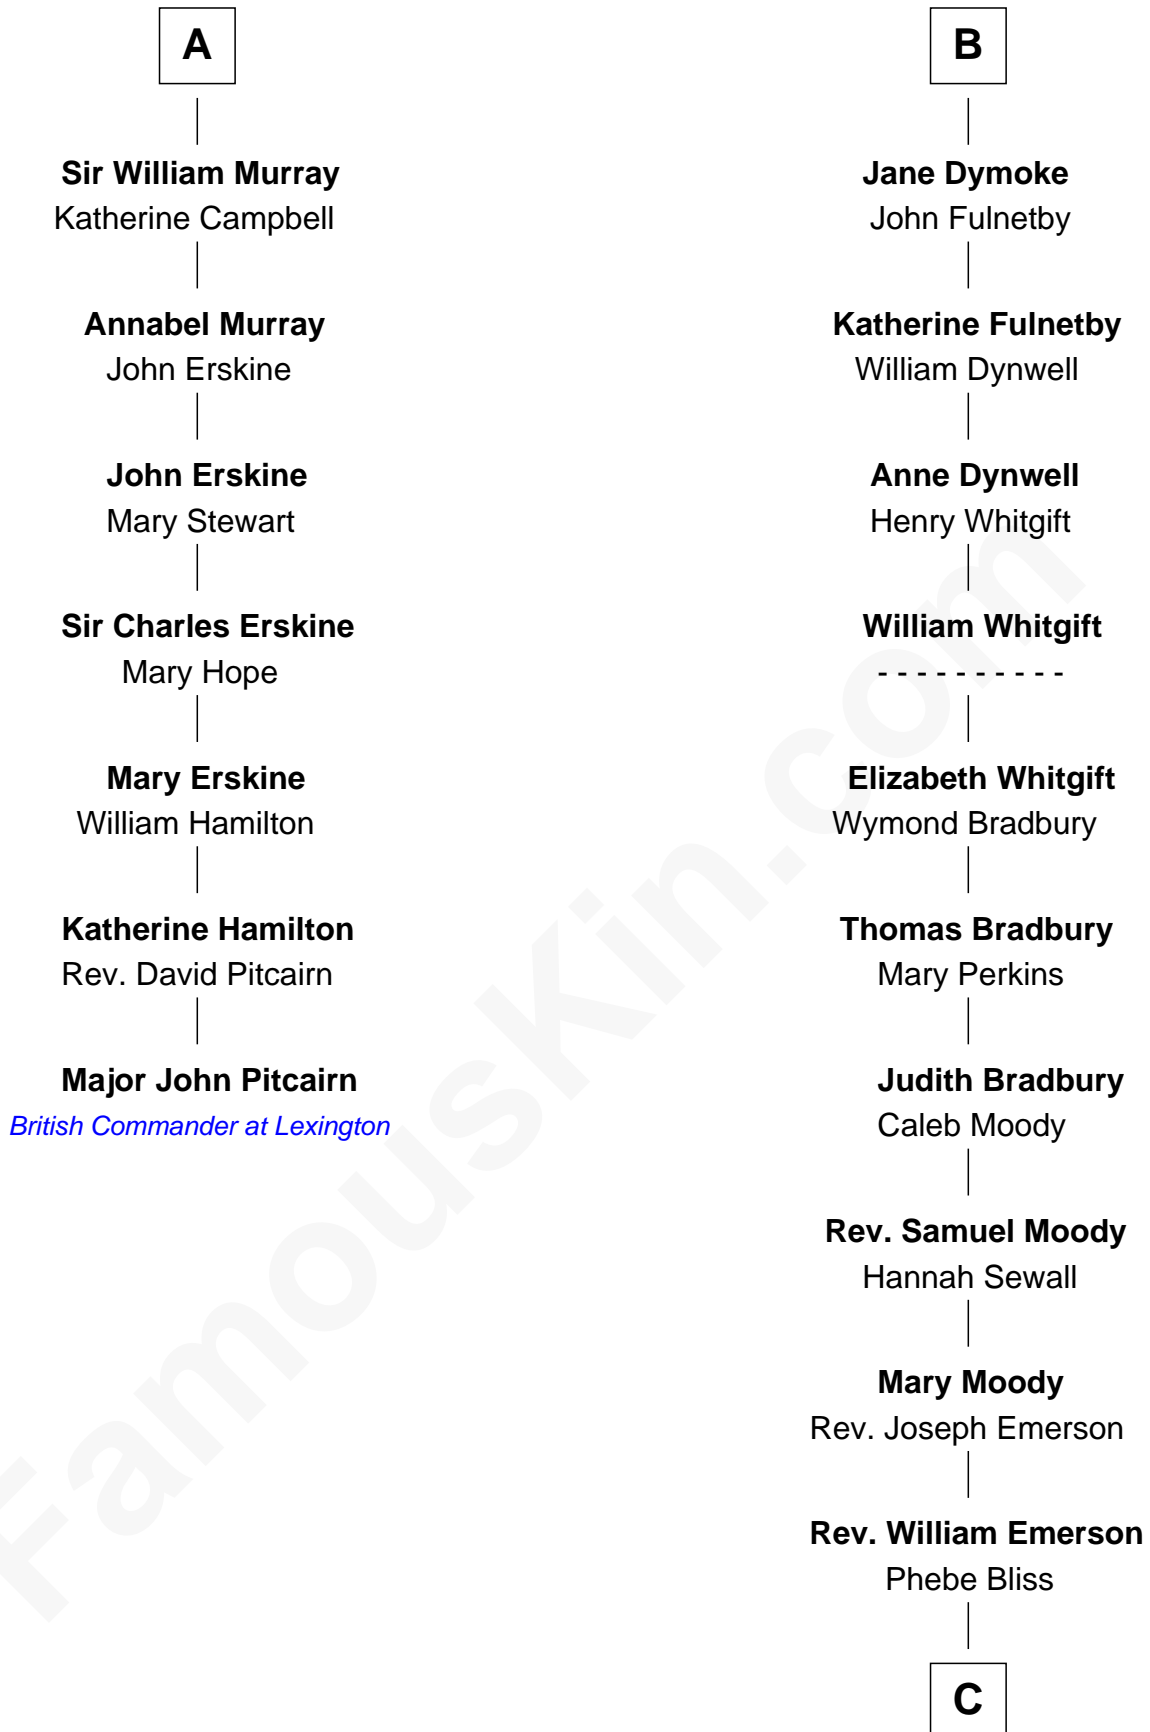 A
Sir William Murray
Katherine Campbell
Annabel Murray
John Erskine
John Erskine
Mary Stewart
Sir Charles Erskine
Mary Hope
Mary Erskine
William Hamilton
Katherine Hamilton
Rev. David Pitcairn
Major John Pitcairn
British Commander at Lexington
B
Jane Dymoke
John Fulnetby
Katherine Fulnetby
William Dynwell
Anne Dynwell
Henry Whitgift
William Whitgift
- - - - - - - - - -
Elizabeth Whitgift
Wymond Bradbury
Thomas Bradbury
Mary Perkins
Judith Bradbury
Caleb Moody
Rev. Samuel Moody
Hannah Sewall
Mary Moody
Rev. Joseph Emerson
Rev. William Emerson
Phebe Bliss
C
FamousKin.com